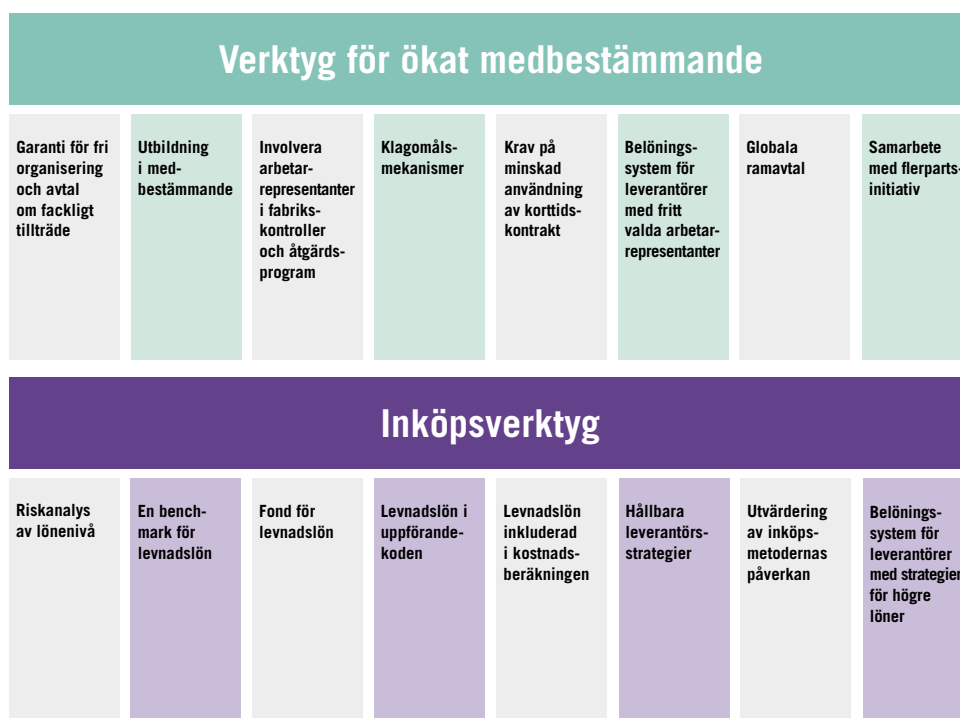 Verktyg för ökat medbestämmande
Garanti för fri
organisering
och avtal
om fackligt
tillträde
Utbildning
i med-
bestämmande
Involvera
arbetar-
representanter
i fabriks-
kontroller
och åtgärds-
program
Klagomåls-
mekanismer
Krav på
minskad
användning
av korttids-
kontrakt
Belönings-
system för
leverantörer
med fritt
valda arbetar-
representanter
Globala
ramavtal
Samarbete
med flerparts-
initiativ
Inköpsverktyg
Riskanalys
av lönenivå
En bench-
mark för
levnadslön
Fond för
levnadslön
Levnadslön i
uppförande-
koden
Levnadslön
inkluderad
i kostnads-
beräkningen
Hållbara
leverantörs-
strategier
Utvärdering
av inköps-
metodernas
påverkan
Belönings-
system för
leverantörer
med strategier
för högre
löner